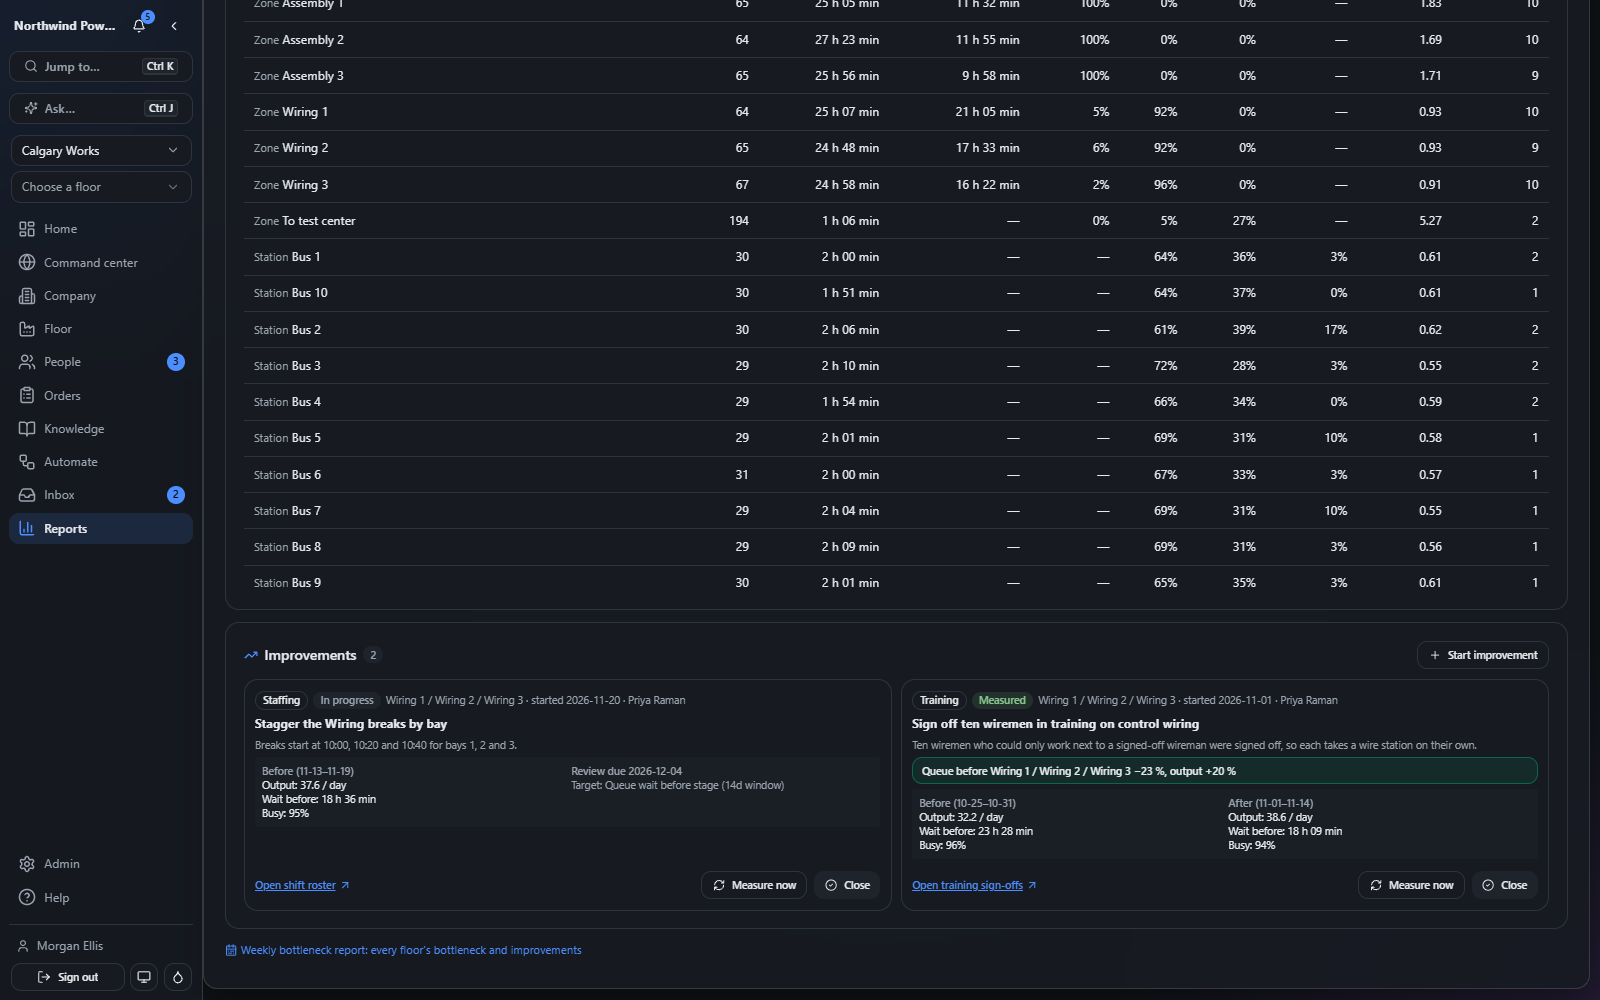 Northwind Pow...
5
Jump to...
Ctrl K
Ask...
Ctrl J
Calgary Works
Choose a floor
Home
Command center
Company
Floor
People
3
Orders
Knowledge
Automate
Inbox
2
Reports
Admin
Help
Morgan Ellis
Sign out
Zone Assembly 1 65 25 h 05 min 11 h 32 min 100% 0% 0% — 1.83 10
Zone Assembly 2 64 27 h 23 min 11 h 55 min 100% 0% 0% — 1.69 10
Zone Assembly 3 65 25 h 56 min 9 h 58 min 100% 0% 0% — 1.71 9
Zone Wiring 1 64 25 h 07 min 21 h 05 min 5% 92% 0% — 0.93 10
Zone Wiring 2 65 24 h 48 min 17 h 33 min 6% 92% 0% — 0.93 9
Zone Wiring 3 67 24 h 58 min 16 h 22 min 2% 96% 0% — 0.91 10
Zone To test center 194 1 h 06 min — 0% 5% 27% — 5.27 2
Station Bus 1 30 2 h 00 min — — 64% 36% 3% 0.61 2
Station Bus 10 30 1 h 51 min — — 64% 37% 0% 0.61 1
Station Bus 2 30 2 h 06 min — — 61% 39% 17% 0.62 2
Station Bus 3 29 2 h 10 min — — 72% 28% 3% 0.55 2
Station Bus 4 29 1 h 54 min — — 66% 34% 0% 0.59 2
Station Bus 5 29 2 h 01 min — — 69% 31% 10% 0.58 1
Station Bus 6 31 2 h 00 min — — 67% 33% 3% 0.57 1
Station Bus 7 29 2 h 04 min — — 69% 31% 10% 0.55 1
Station Bus 8 29 2 h 09 min — — 69% 31% 3% 0.56 1
Station Bus 9 30 2 h 01 min — — 65% 35% 3% 0.61 1
Improvements 2
Start improvement
Staffing In progress Wiring 1 / Wiring 2 / Wiring 3 · started 2026-11-20 · Priya Raman
Stagger the Wiring breaks by bay
Breaks start at 10:00, 10:20 and 10:40 for bays 1, 2 and 3.
Before (11-13–11-19)
Output: 37.6 / day
Wait before: 18 h 36 min
Busy: 95%
Review due 2026-12-04
Target: Queue wait before stage (14d window)
Open shift roster
Measure now
Close
Training Measured Wiring 1 / Wiring 2 / Wiring 3 · started 2026-11-01 · Priya Raman
Sign off ten wiremen in training on control wiring
Ten wiremen who could only work next to a signed-off wireman were signed off, so each takes a wire station on their own.
Queue before Wiring 1 / Wiring 2 / Wiring 3 −23 %, output +20 %
Before (10-25–10-31)
Output: 32.2 / day
Wait before: 23 h 28 min
Busy: 96%
After (11-01–11-14)
Output: 38.6 / day
Wait before: 18 h 09 min
Busy: 94%
Open training sign-offs
Measure now
Close
Weekly bottleneck report: every floor's bottleneck and improvements